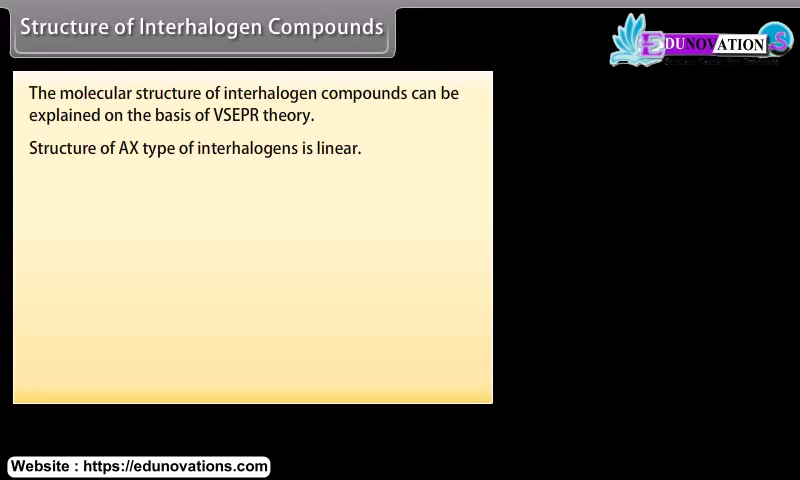 Structure of Interhalogen Compounds
EDUNOVATIONS
The molecular structure of interhalogen compounds can be
explained on the basis of VSEPR theory.
Structure of AX type of interhalogens is linear.
Website : https://edunovations.com